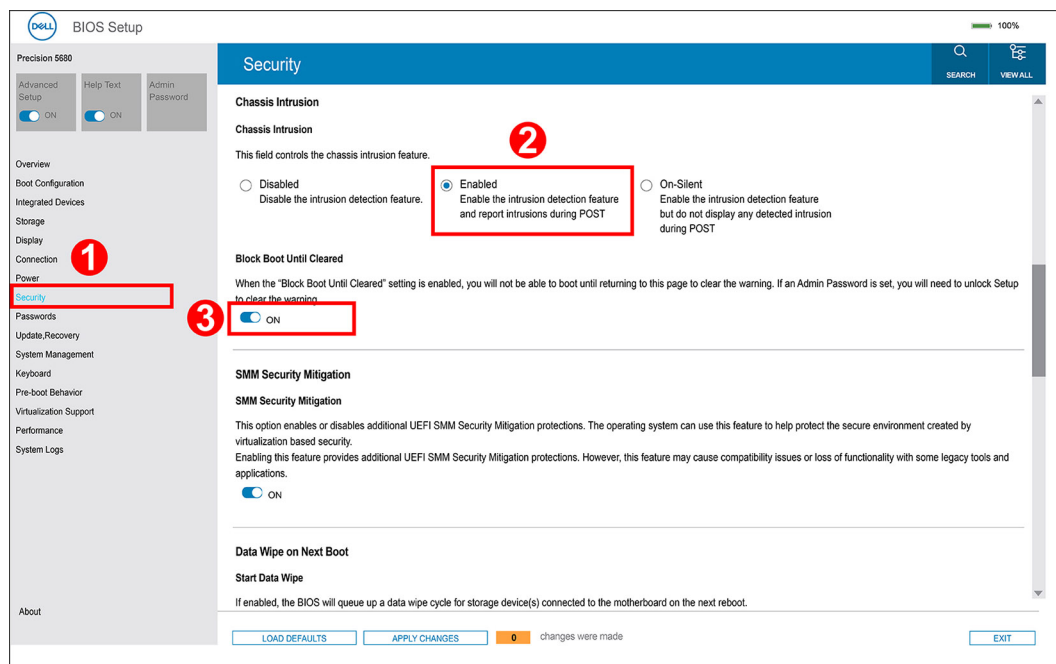 DELL
BIOS Setup
100%
Precision 5680
Advanced Setup
ON
Help Text
ON
Admin Password
Security
SEARCH
VIEW ALL
Overview
Boot Configuration
Integrated Devices
Storage
Display
Connection
1
Power
Security
Passwords
Update,Recovery
System Management
Keyboard
Pre-boot Behavior
Virtualization Support
Performance
System Logs
About
Chassis Intrusion
Chassis Intrusion
This field controls the chassis intrusion feature.
2
Disabled
Disable the intrusion detection feature.
Enabled
Enable the intrusion detection feature
and report intrusions during POST
On-Silent
Enable the intrusion detection feature
but do not display any detected intrusion
during POST
Block Boot Until Cleared
When the “Block Boot Until Cleared” setting is enabled, you will not be able to boot until returning to this page to clear the warning. If an Admin Password is set, you will need to unlock Setup
to clear the warning
3
ON
SMM Security Mitigation
SMM Security Mitigation
This option enables or disables additional UEFI SMM Security Mitigation protections. The operating system can use this feature to help protect the secure environment created by
virtualization based security.
Enabling this feature provides additional UEFI SMM Security Mitigation protections. However, this feature may cause compatibility issues or loss of functionality with some legacy tools and
applications.
ON
Data Wipe on Next Boot
Start Data Wipe
If enabled, the BIOS will queue up a data wipe cycle for storage device(s) connected to the motherboard on the next reboot.
LOAD DEFAULTS
APPLY CHANGES
0
changes were made
EXIT